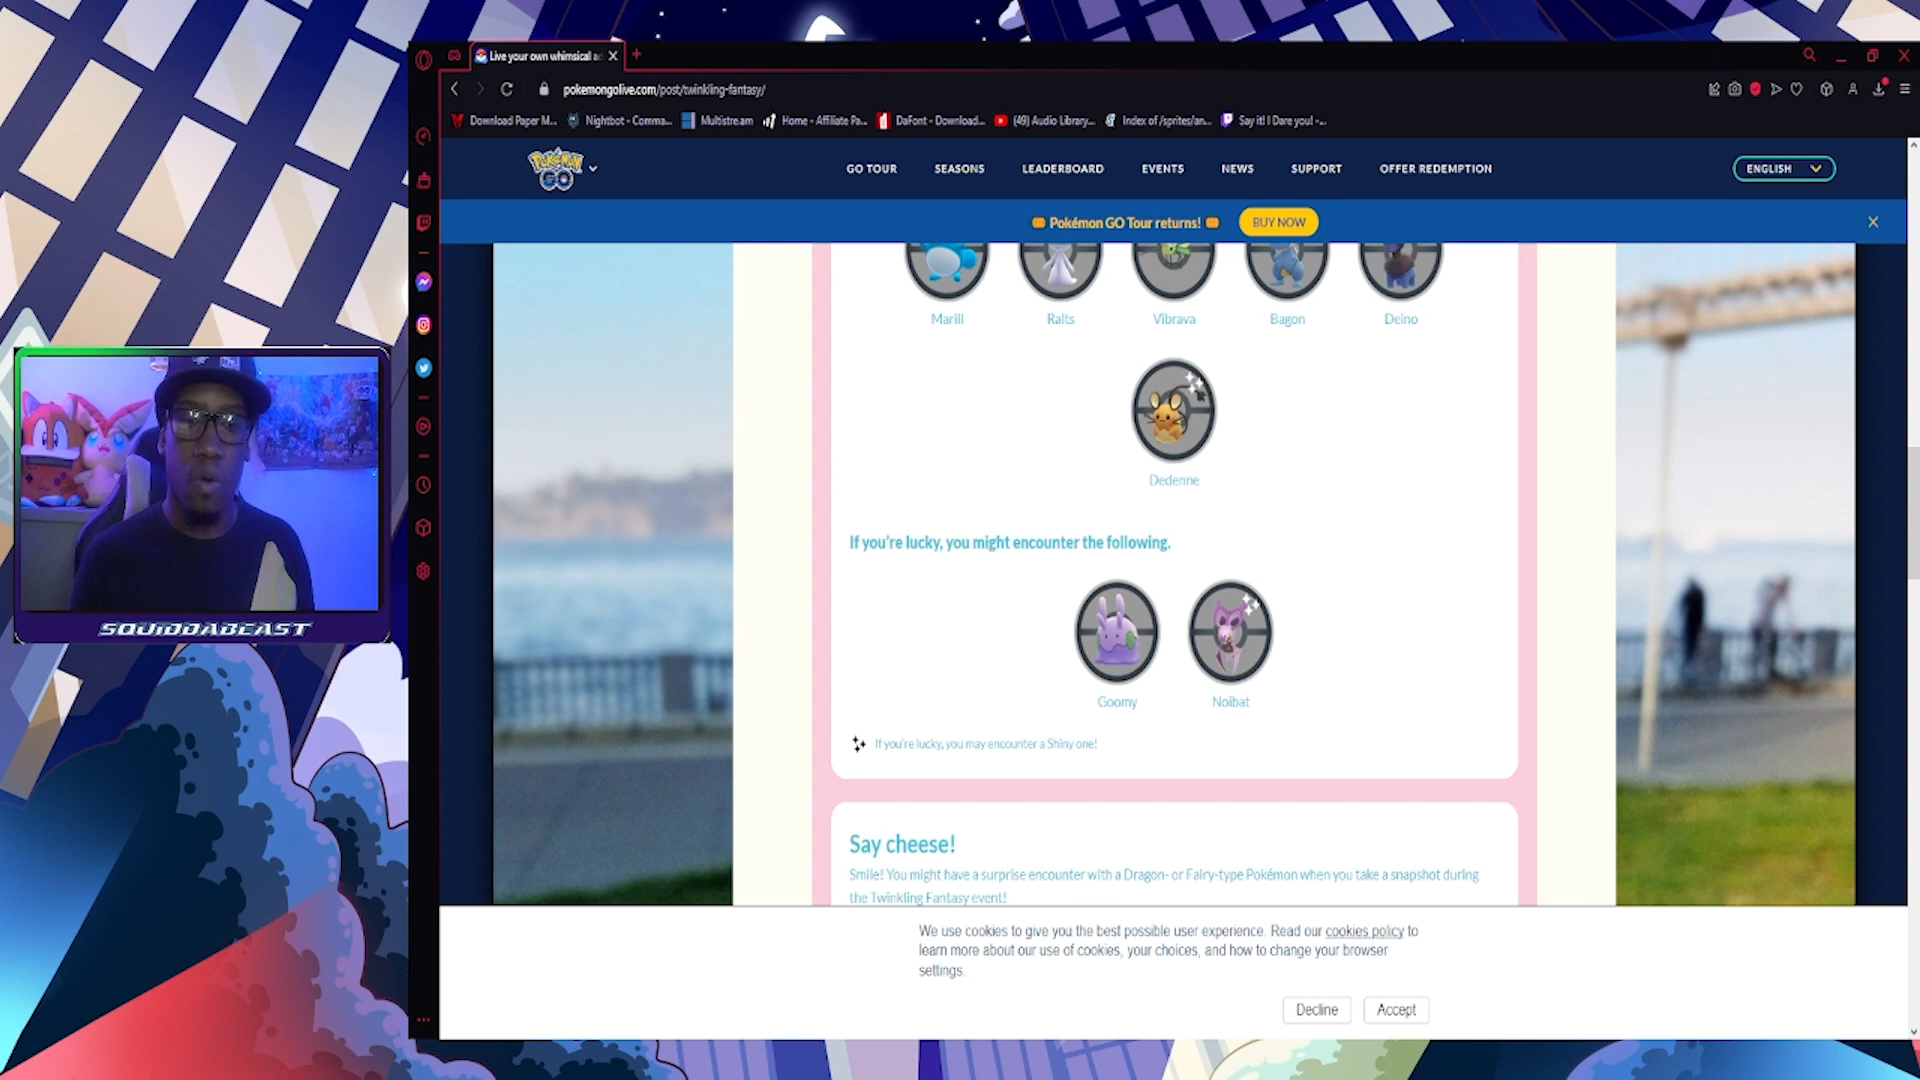 Live your own whimsical a
pokemongolive.com/post/twinkling-fantasy/
Download Paper M...
Nightbot - Comma...
Multistream
Home - Affiliate Pa...
DaFont - Download...
(49) Audio Library...
Index of /sprites/an...
Say it! I Dare you! -...
POKÉMON GO
GO TOUR
SEASONS
LEADERBOARD
EVENTS
NEWS
SUPPORT
OFFER REDEMPTION
ENGLISH
Pokémon GO Tour returns!
BUY NOW
Marill
Ralts
Vibrava
Bagon
Deino
Dedenne
If you're lucky, you might encounter the following.
Goomy
Noibat
If you're lucky, you may encounter a Shiny one!
Say cheese!
Smile! You might have a surprise encounter with a Dragon- or Fairy-type Pokémon when you take a snapshot during
the Twinkling Fantasy event!
We use cookies to give you the best possible user experience. Read our cookies policy to
learn more about our use of cookies, your choices, and how to change your browser
settings.
Decline
Accept
SQUIDDABEAST